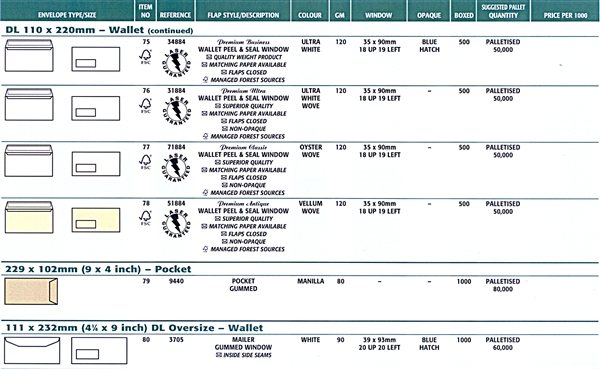 ENVELOPE TYPE/SIZE ITEM NO REFERENCE FLAP STYLE/DESCRIPTION COLOUR GM WINDOW OPAQUE BOXED SUGGESTED PALLET QUANTITY PRICE PER 1000
DL 110 x 220mm – Wallet (continued)
75 34884 Premium Business ULTRA 120 35 x 90mm BLUE 500 PALLETISED
WALLET PEEL & SEAL WINDOW WHITE 18 UP 19 LEFT HATCH 50,000
QUALITY WEIGHT PRODUCT
MATCHING PAPER AVAILABLE
FLAPS CLOSED
MANAGED FOREST SOURCES
FSC
LASER GUARANTEED
76 31884 Premium Ultra ULTRA 120 35 x 90mm – 500 PALLETISED
WALLET PEEL & SEAL WINDOW WHITE 18 UP 19 LEFT 50,000
SUPERIOR QUALITY WOVE
MATCHING PAPER AVAILABLE
FLAPS CLOSED
NON-OPAQUE
MANAGED FOREST SOURCES
FSC
LASER GUARANTEED
77 71884 Premium Classic OYSTER 120 35 x 90mm – 500 PALLETISED
WALLET PEEL & SEAL WINDOW WOVE 18 UP 19 LEFT 50,000
SUPERIOR QUALITY
MATCHING PAPER AVAILABLE
FLAPS CLOSED
NON-OPAQUE
MANAGED FOREST SOURCES
FSC
LASER GUARANTEED
78 51884 Premium Antique VELLUM 120 35 x 90mm – 500 PALLETISED
WALLET PEEL & SEAL WINDOW WOVE 18 UP 19 LEFT 50,000
SUPERIOR QUALITY
MATCHING PAPER AVAILABLE
FLAPS CLOSED
NON-OPAQUE
MANAGED FOREST SOURCES
FSC
LASER GUARANTEED
229 x 102mm (9 x 4 inch) – Pocket
79 9440 POCKET MANILLA 80 – – 1000 PALLETISED
GUMMED 80,000
111 x 232mm (4¼ x 9 inch) DL Oversize – Wallet
80 3705 MAILER WHITE 90 39 x 93mm BLUE 1000 PALLETISED
GUMMED WINDOW 20 UP 20 LEFT HATCH 60,000
INSIDE SIDE SEAMS